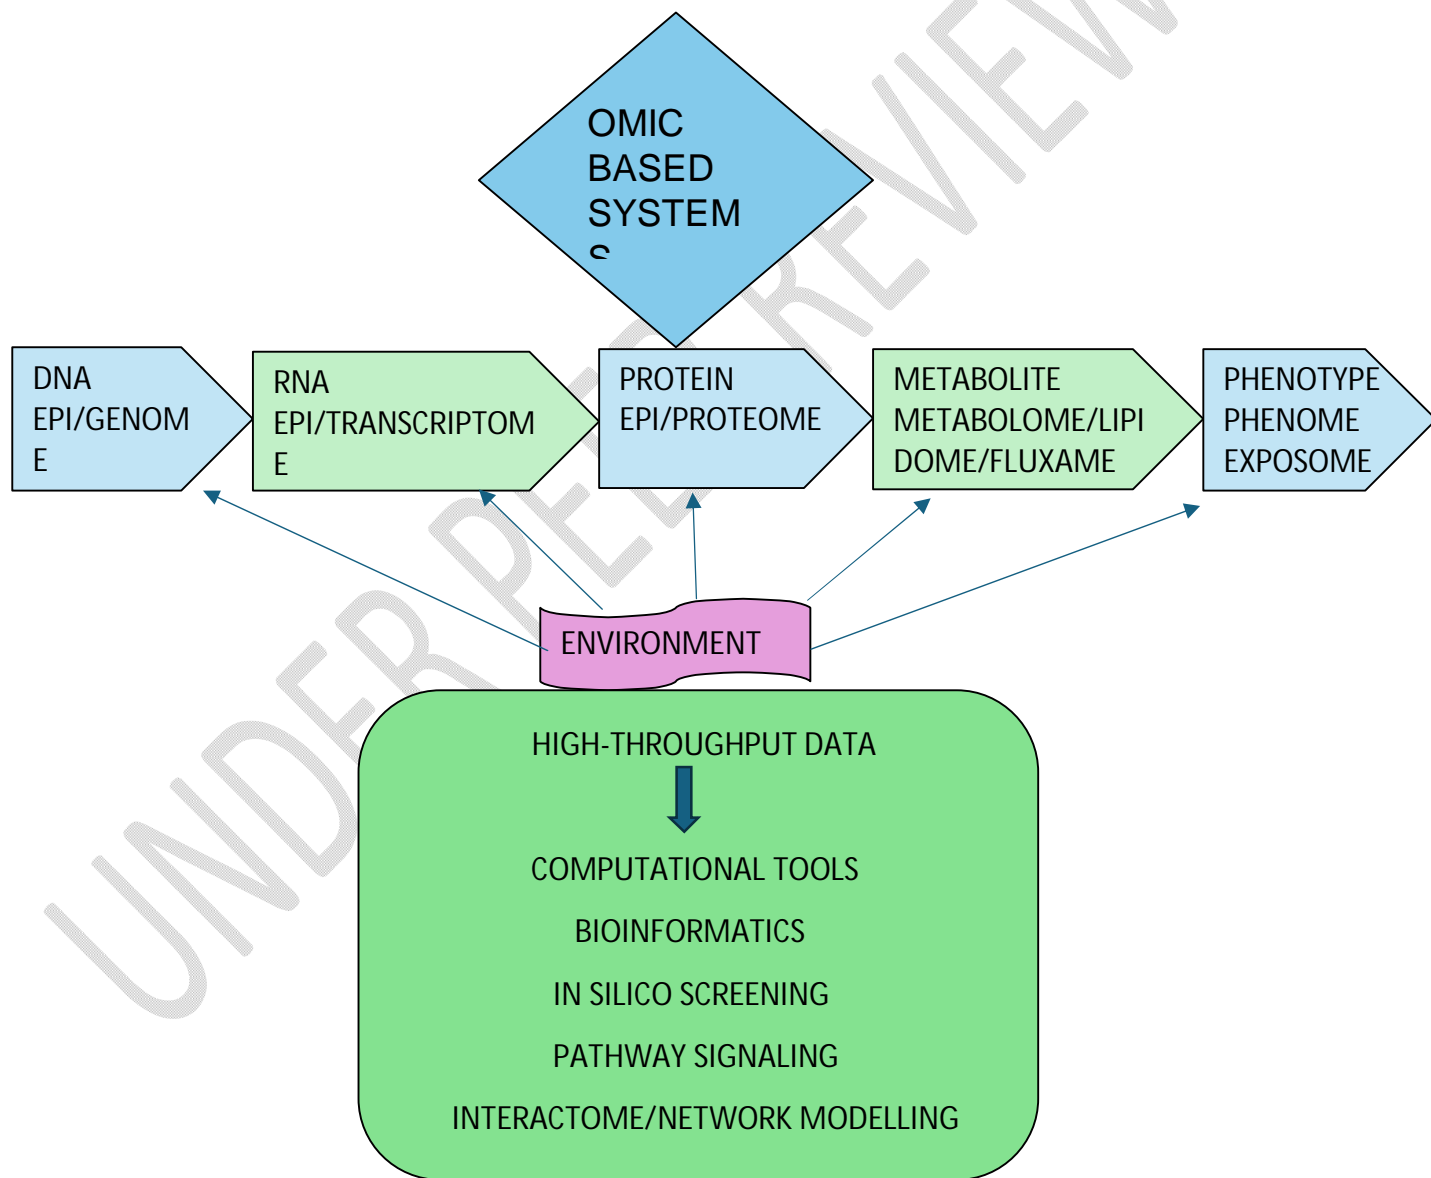 UNDER PEER REVIEW
OMIC
BASED
SYSTEM
S
DNA
EPI/GENOM
E
RNA
EPI/TRANSCRIPTOM
E
PROTEIN
EPI/PROTEOME
METABOLITE
METABOLOME/LIPI
DOME/FLUXAME
PHENOTYPE
PHENOME
EXPOSOME
ENVIRONMENT
HIGH-THROUGHPUT DATA
COMPUTATIONAL TOOLS
BIOINFORMATICS
IN SILICO SCREENING
PATHWAY SIGNALING
INTERACTOME/NETWORK MODELLING